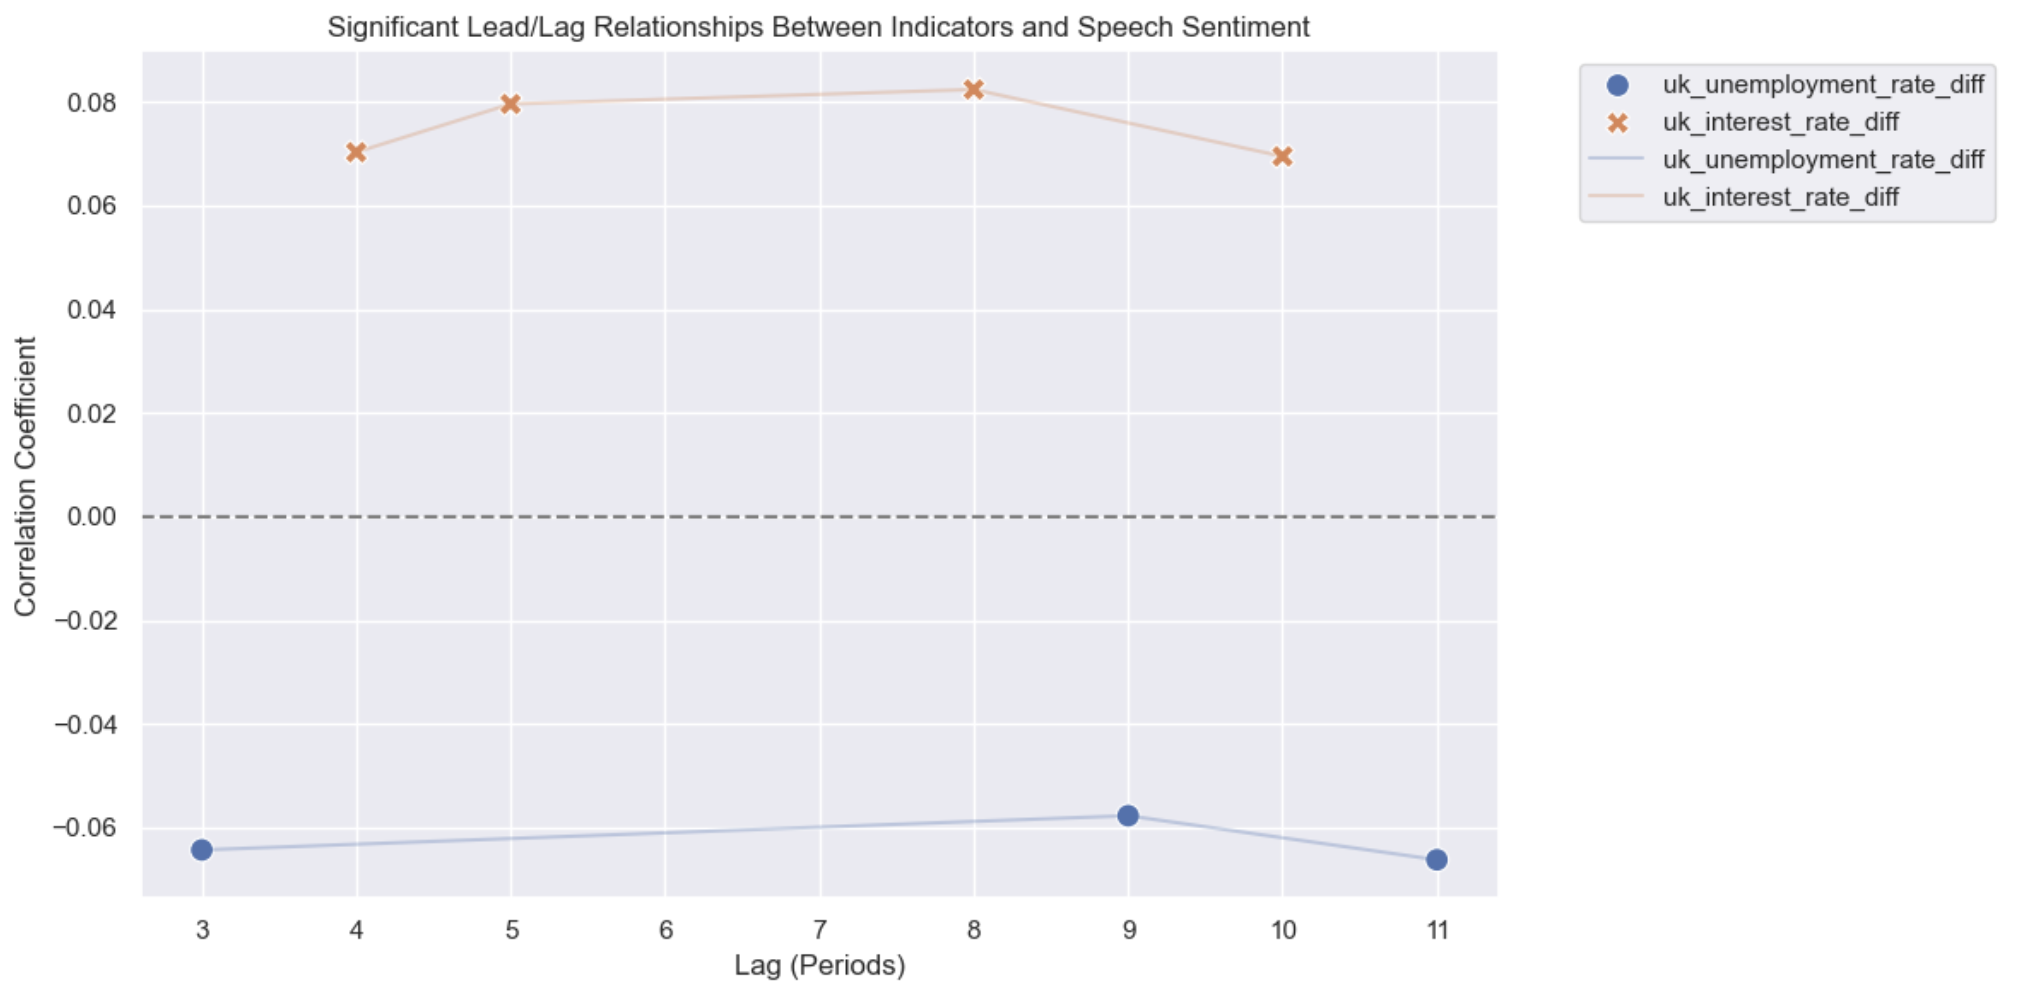 Significant Lead/Lag Relationships Between Indicators and Speech Sentiment
uk_unemployment_rate_diff
uk_interest_rate_diff
uk_unemployment_rate_diff
uk_interest_rate_diff
Correlation Coefficient
0.08
0.06
0.04
0.02
0.00
−0.02
−0.04
−0.06
3 4 5 6 7 8 9 10 11
Lag (Periods)